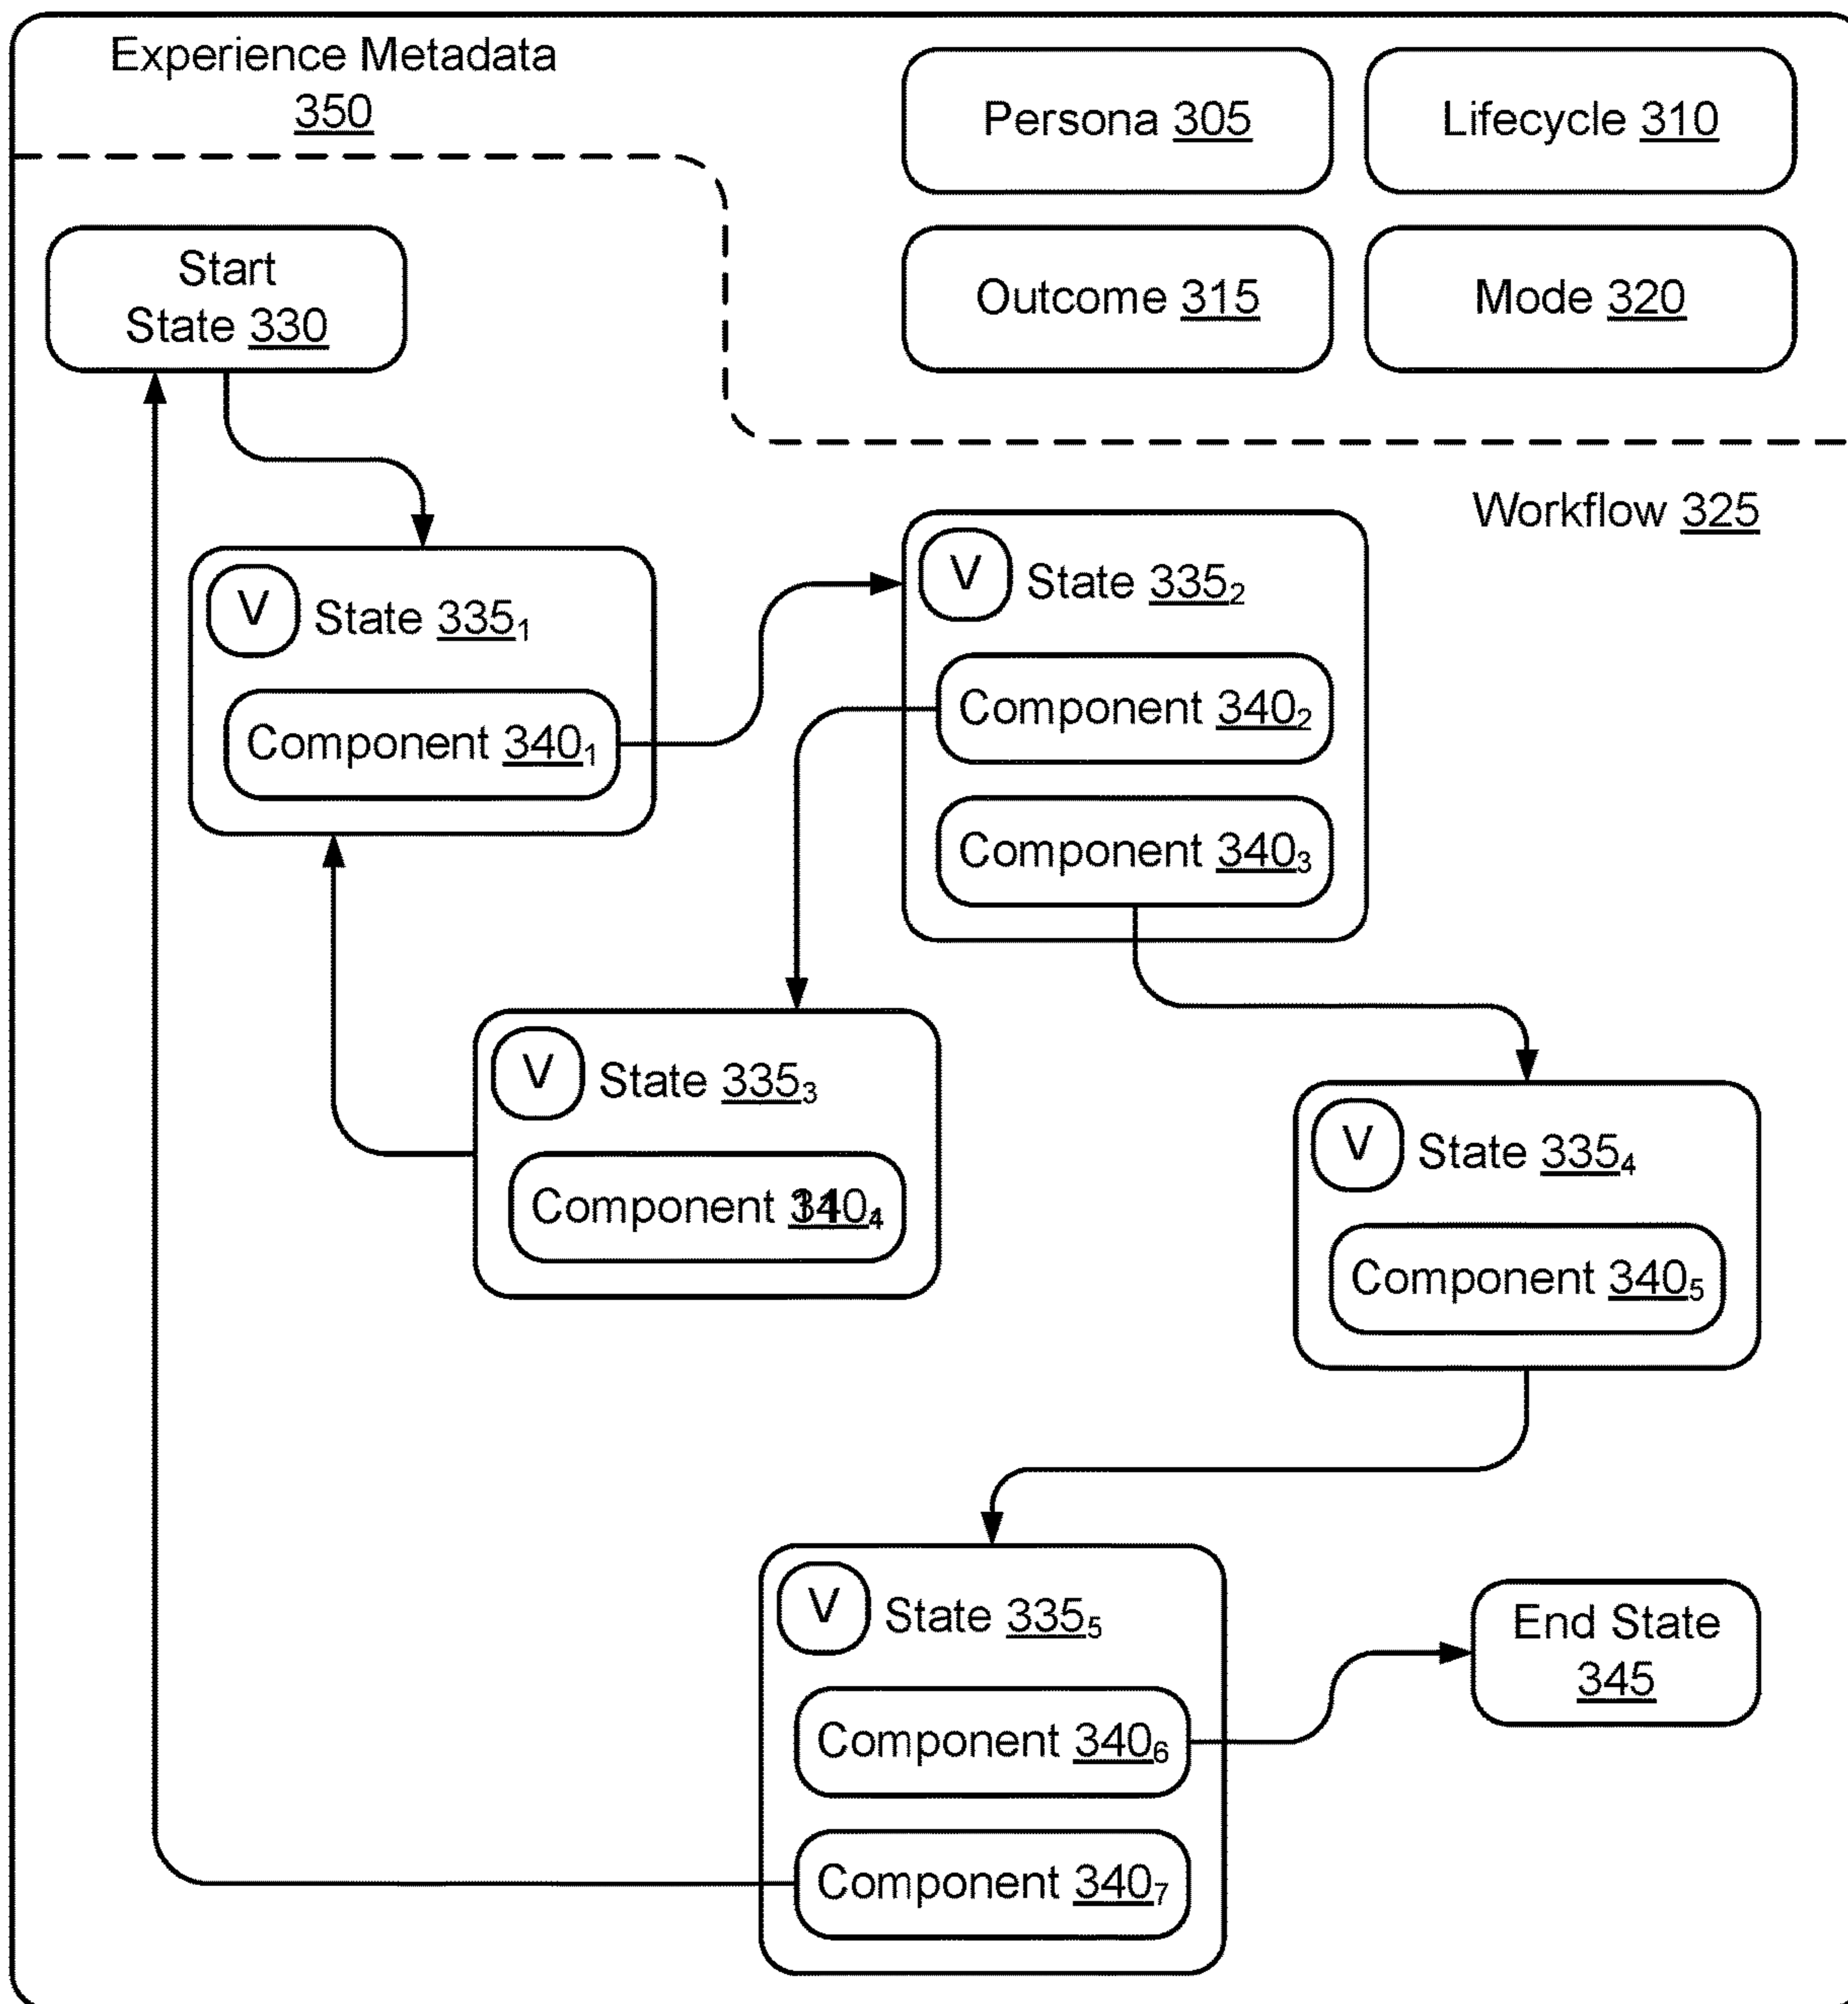 Experience Metadata
350
Persona 305
Lifecycle 310
Outcome 315
Mode 320
Start
State 330
Workflow 325
V
State 335₁
Component 340₁
V
State 335₂
Component 340₂
Component 340₃
V
State 335₃
Component
V
State 335₄
Component 340₅
V
State 335₅
Component 340₆
Component 340₇
End State
345